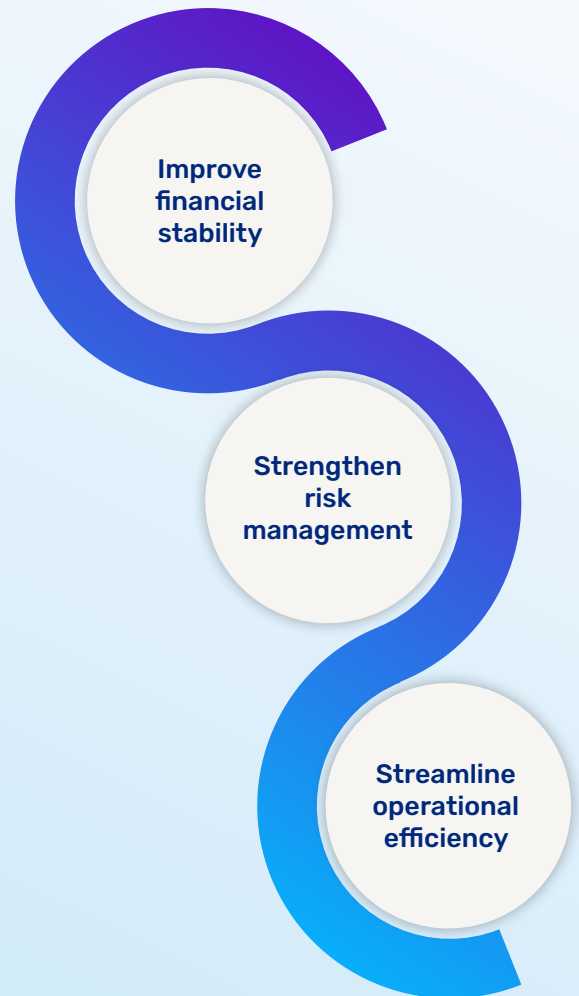 Improve
financial
stability
Strengthen
risk
management
Streamline
operational
efficiency